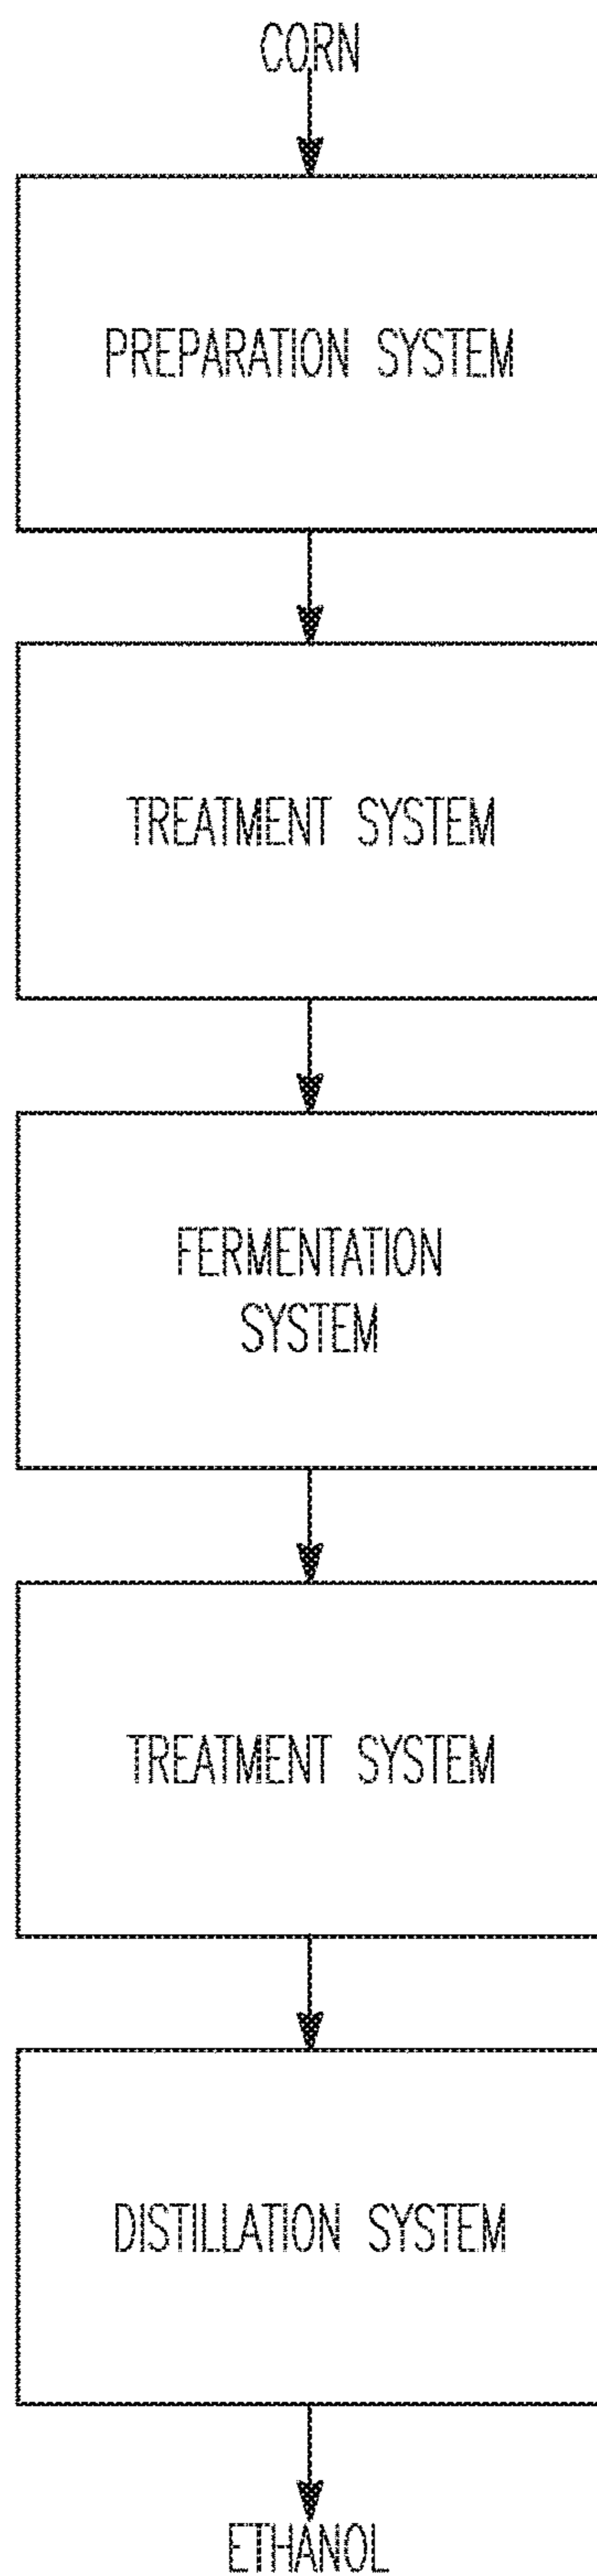 CORN
PREPARATION SYSTEM
TREATMENT SYSTEM
FERMENTATION
SYSTEM
TREATMENT SYSTEM
DISTILLATION SYSTEM
ETHANOL